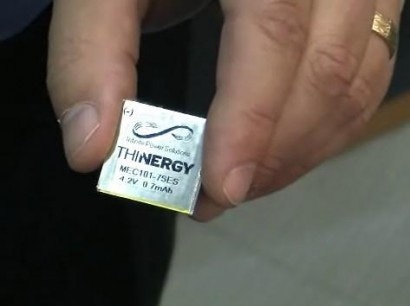 (-)
Infinite Power Solutions
THINERGY
MEC101-7SES
4.2V 0.7mAh